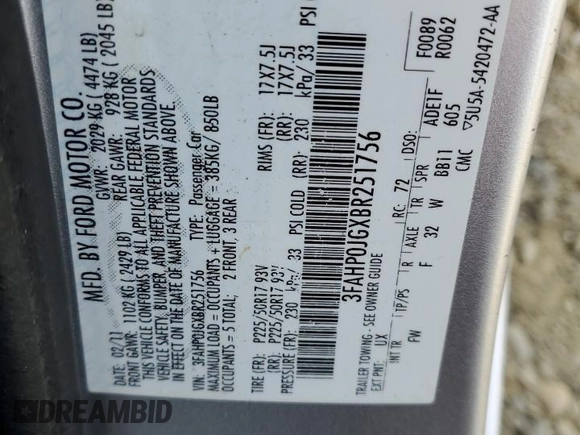 MFD. BY FORD MOTOR CO.
DATE: 02/11 GVWR: 2029 KG ( 4474 LB)
FRONT GAWR: 1102 KG ( 2429 LB) REAR GAWR: 928 KG ( 2045 LB)
THIS VEHICLE CONFORMS TO ALL APPLICABLE FEDERAL MOTOR
VEHICLE SAFETY, BUMPER, AND THEFT PREVENTION STANDARDS
IN EFFECT ON THE DATE OF MANUFACTURE SHOWN ABOVE.
VIN: 3FAHP0JGXBR251756 TYPE: Passenger Car
MAXIMUM LOAD = OCCUPANTS + LUGGAGE = 385KG/ 850LB
OCCUPANTS = 5 TOTAL: 2 FRONT, 3 REAR
TIRE (FR): P225/50R17 93V RIMS (FR): 17X7.5J
(RR): P225/50R17 93V (RR): 17X7.5J
PRESSURE (FR): 230 kPa/ 33 PSI COLD (RR): 230 kPa/ 33 PSI
3FAHP0JGXBR251756
F0089
R0062
TRAILER TOWING - SEE OWNER GUIDE
EXT PNT: UX RC: 72 DSO:
INT TR TP/PS R AXLE TR SPR ADE1F
FW F 32 W BB11 605
CMC ▽5U5A-5420472-AA
DREAMBID